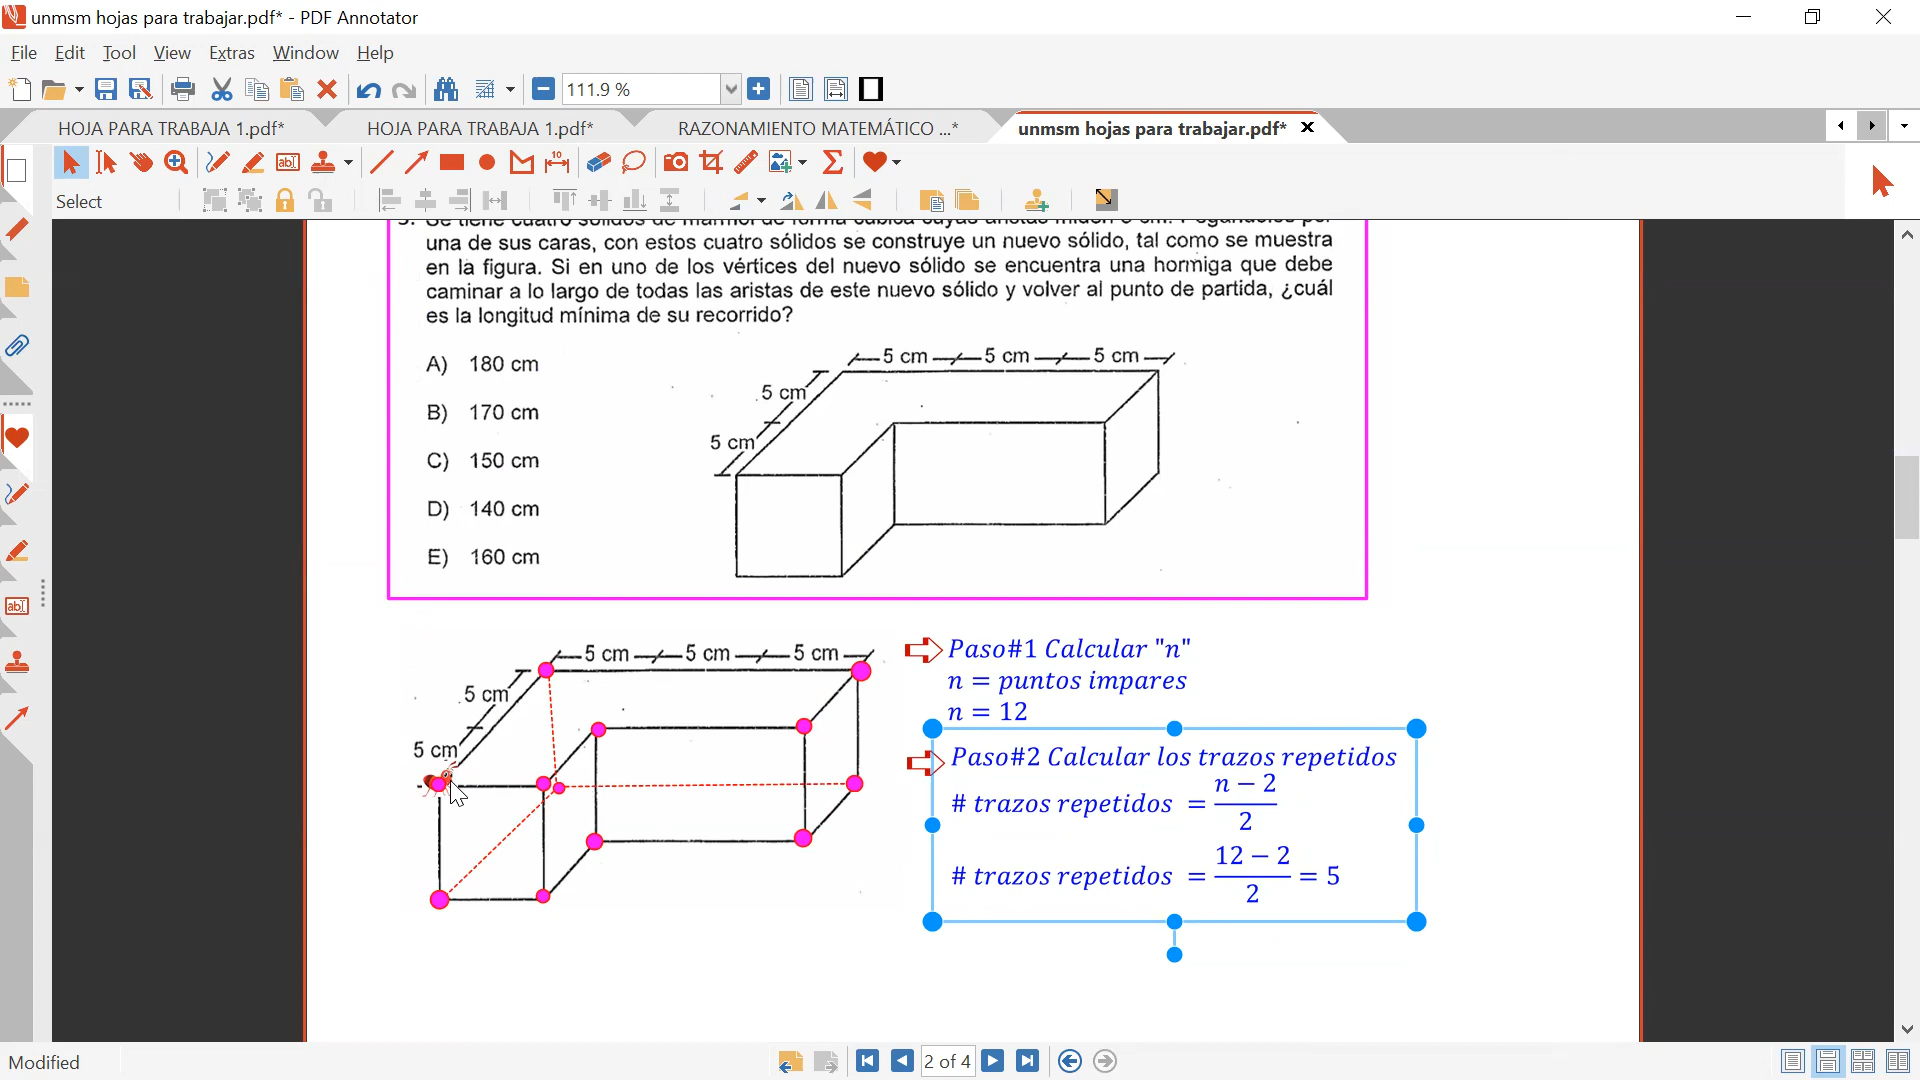 unmsm hojas para trabajar.pdf* - PDF Annotator
File Edit Tool View Extras Window Help
111.9 %
HOJA PARA TRABAJA 1.pdf* HOJA PARA TRABAJA 1.pdf* RAZONAMIENTO MATEMÁTICO ...* unmsm hojas para trabajar.pdf*
Select
una de sus caras, con estos cuatro sólidos se construye un nuevo sólido, tal como se muestra
en la figura. Si en uno de los vértices del nuevo sólido se encuentra una hormiga que debe
caminar a lo largo de todas las aristas de este nuevo sólido y volver al punto de partida, ¿cuál
es la longitud mínima de su recorrido?
A) 180 cm
B) 170 cm
C) 150 cm
D) 140 cm
E) 160 cm
5 cm 5 cm 5 cm
5 cm
5 cm
5 cm 5 cm 5 cm
5 cm
5 cm
Paso#1 Calcular "n"
n = puntos impares
n = 12
Paso#2 Calcular los trazos repetidos
# trazos repetidos = n − 2 / 2
# trazos repetidos = 12 − 2 / 2 = 5
Modified
2 of 4